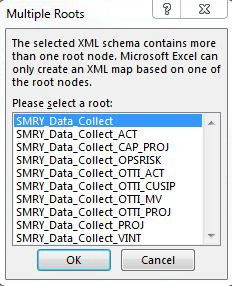 Multiple Roots
?
The selected XML schema contains more
than one root node. Microsoft Excel can
only create an XML map based on one of
the root nodes.
Please select a root:
SMRY_Data_Collect
SMRY_Data_Collect_ACT
SMRY_Data_Collect_CAP_PROJ
SMRY_Data_Collect_OPSRISK
SMRY_Data_Collect_OTTI_ACT
SMRY_Data_Collect_OTTI_CUSIP
SMRY_Data_Collect_OTTI_MV
SMRY_Data_Collect_OTTI_PROJ
SMRY_Data_Collect_PROJ
SMRY_Data_Collect_VINT
OK Cancel